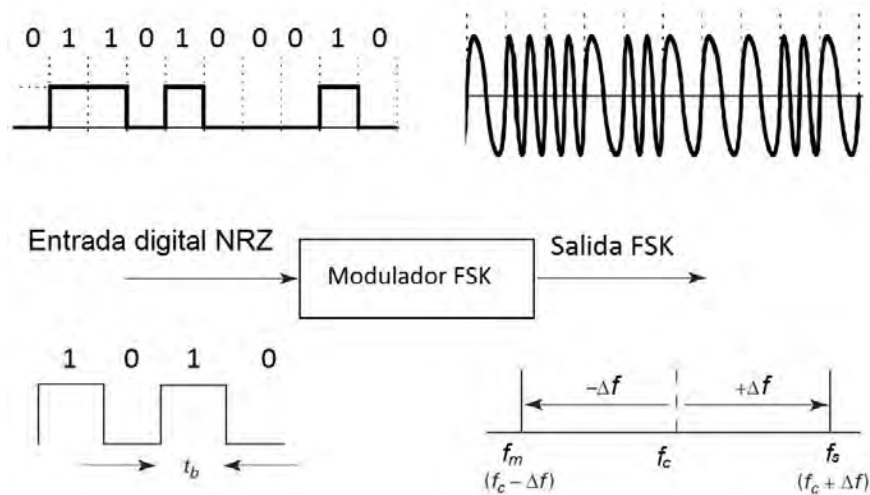 0 1 1 0 1 0 0 0 1 0
Entrada digital NRZ
Modulador FSK
Salida FSK
1 0 1 0
t_b
−Δf +Δf
f_m f_c f_s
(f_c − Δf) (f_c + Δf)